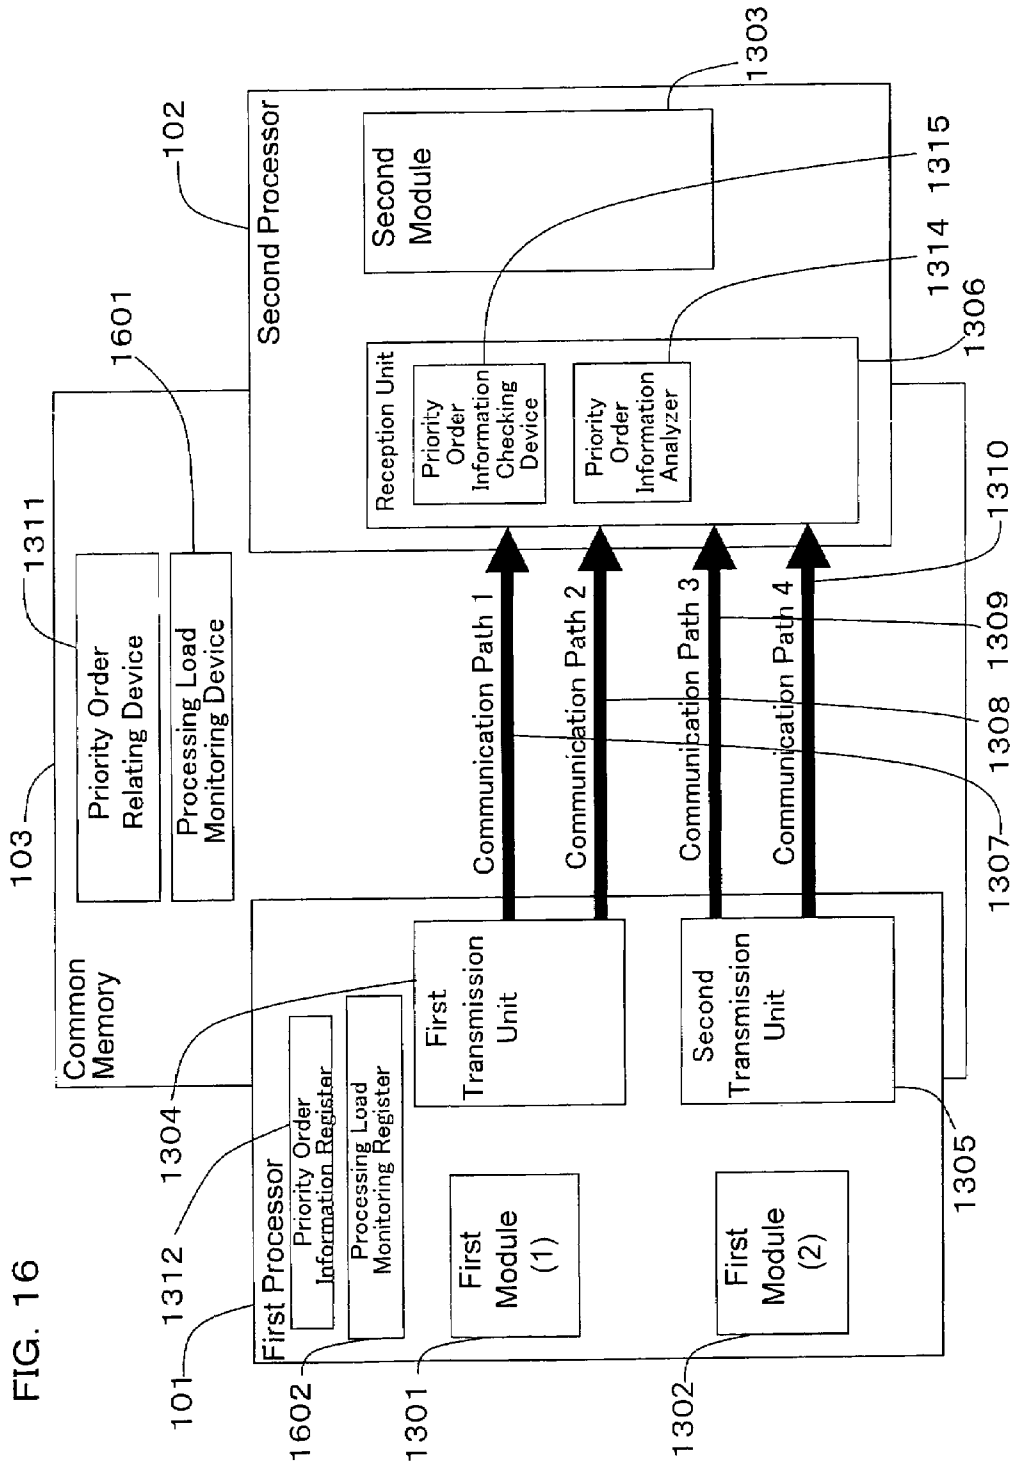 FIG. 16
103
1311
1601
102
Common
Memory
Priority Order
Relating Device
Processing Load
Monitoring Device
Second Processor
Second
Module
1303
1315
1314
1306
Reception Unit
Priority
Order
Information
Checking
Device
Priority
Order
Information
Analyzer
101
1312
1304
1602
1301
1302
First Processor
Priority Order
Information Register
Processing Load
Monitoring Register
First
Module
(1)
First
Module
(2)
First
Transmission
Unit
Second
Transmission
Unit
1305
Communication Path 1
Communication Path 2
Communication Path 3
Communication Path 4
1307
1308
1309
1310